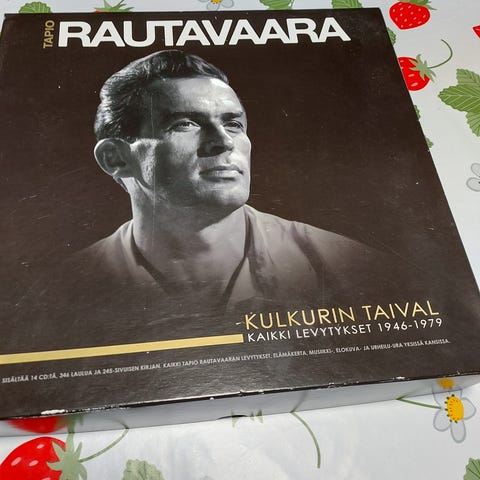 TAPIO
RAUTAVAARA
KULKURIN TAIVAL
KAIKKI LEVYTYKSET 1946-1979
SISÄLTÄÄ 14 CD:TÄ, 346 LAULUA JA 245-SIVUISEN KIRJAN. KAIKKI TAPIO RAUTAVAARAN LEVYTYKSET, ELÄMÄKERTA, MUSIIKKI-, ELOKUVA- JA URHEILU-URA YKSISSÄ KANSISSA.